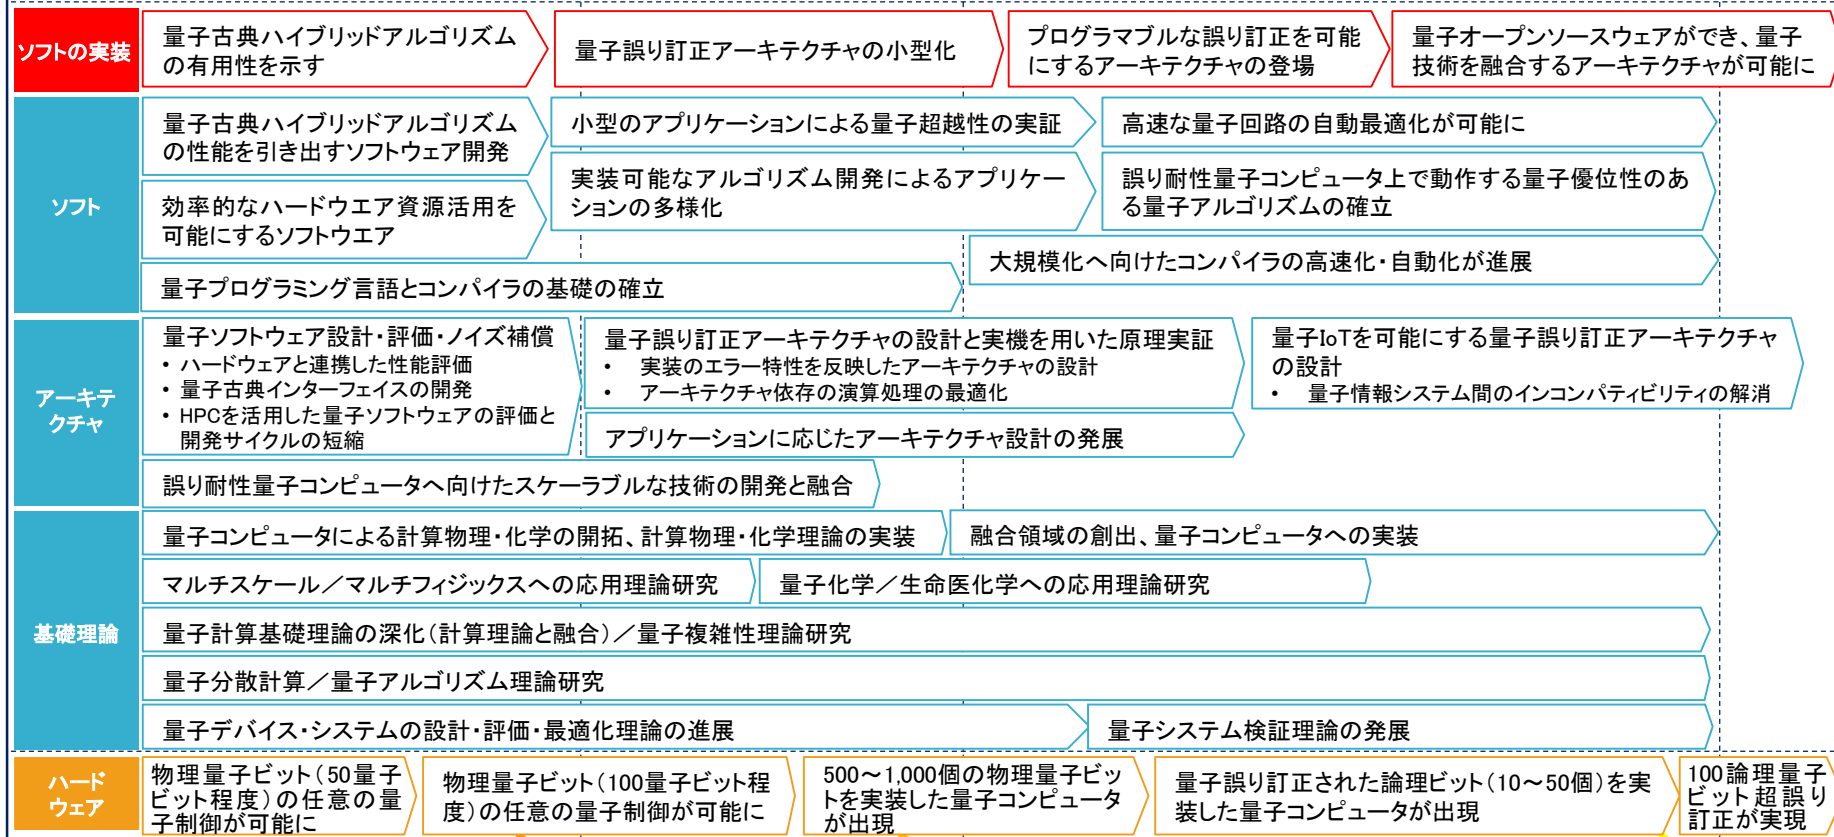 ソフトの実装
量子古典ハイブリッドアルゴリズム
の有用性を示す
量子誤り訂正アーキテクチャの小型化
プログラマブルな誤り訂正を可能
にするアーキテクチャの登場
量子オープンソースウェアができ、量子
技術を融合するアーキテクチャが可能に
ソフト
量子古典ハイブリッドアルゴリズム
の性能を引き出すソフトウェア開発
小型のアプリケーションによる量子超越性の実証
高速な量子回路の自動最適化が可能に
効率的なハードウエア資源活用を
可能にするソフトウエア
実装可能なアルゴリズム開発によるアプリケー
ションの多様化
誤り耐性量子コンピュータ上で動作する量子優位性のあ
る量子アルゴリズムの確立
量子プログラミング言語とコンパイラの基礎の確立
大規模化へ向けたコンパイラの高速化・自動化が進展
アーキテ
クチャ
量子ソフトウェア設計・評価・ノイズ補償
• ハードウェアと連携した性能評価
• 量子古典インターフェイスの開発
• HPCを活用した量子ソフトウェアの評価と
開発サイクルの短縮
量子誤り訂正アーキテクチャの設計と実機を用いた原理実証
• 実装のエラー特性を反映したアーキテクチャの設計
• アーキテクチャ依存の演算処理の最適化
量子IoTを可能にする量子誤り訂正アーキテクチャ
の設計
• 量子情報システム間のインコンパティビリティの解消
アプリケーションに応じたアーキテクチャ設計の発展
誤り耐性量子コンピュータへ向けたスケーラブルな技術の開発と融合
基礎理論
量子コンピュータによる計算物理・化学の開拓、計算物理・化学理論の実装
融合領域の創出、量子コンピュータへの実装
マルチスケール／マルチフィジックスへの応用理論研究
量子化学／生命医化学への応用理論研究
量子計算基礎理論の深化（計算理論と融合）／量子複雑性理論研究
量子分散計算／量子アルゴリズム理論研究
量子デバイス・システムの設計・評価・最適化理論の進展
量子システム検証理論の発展
ハード
ウェア
物理量子ビット（50量子
ビット程度）の任意の量
子制御が可能に
物理量子ビット（100量子ビット程
度）の任意の量子制御が可能に
500～1,000個の物理量子ビッ
トを実装した量子コンピュータ
が出現
量子誤り訂正された論理ビット（10～50個）を実
装した量子コンピュータが出現
100論理量子
ビット超誤り
訂正が実現